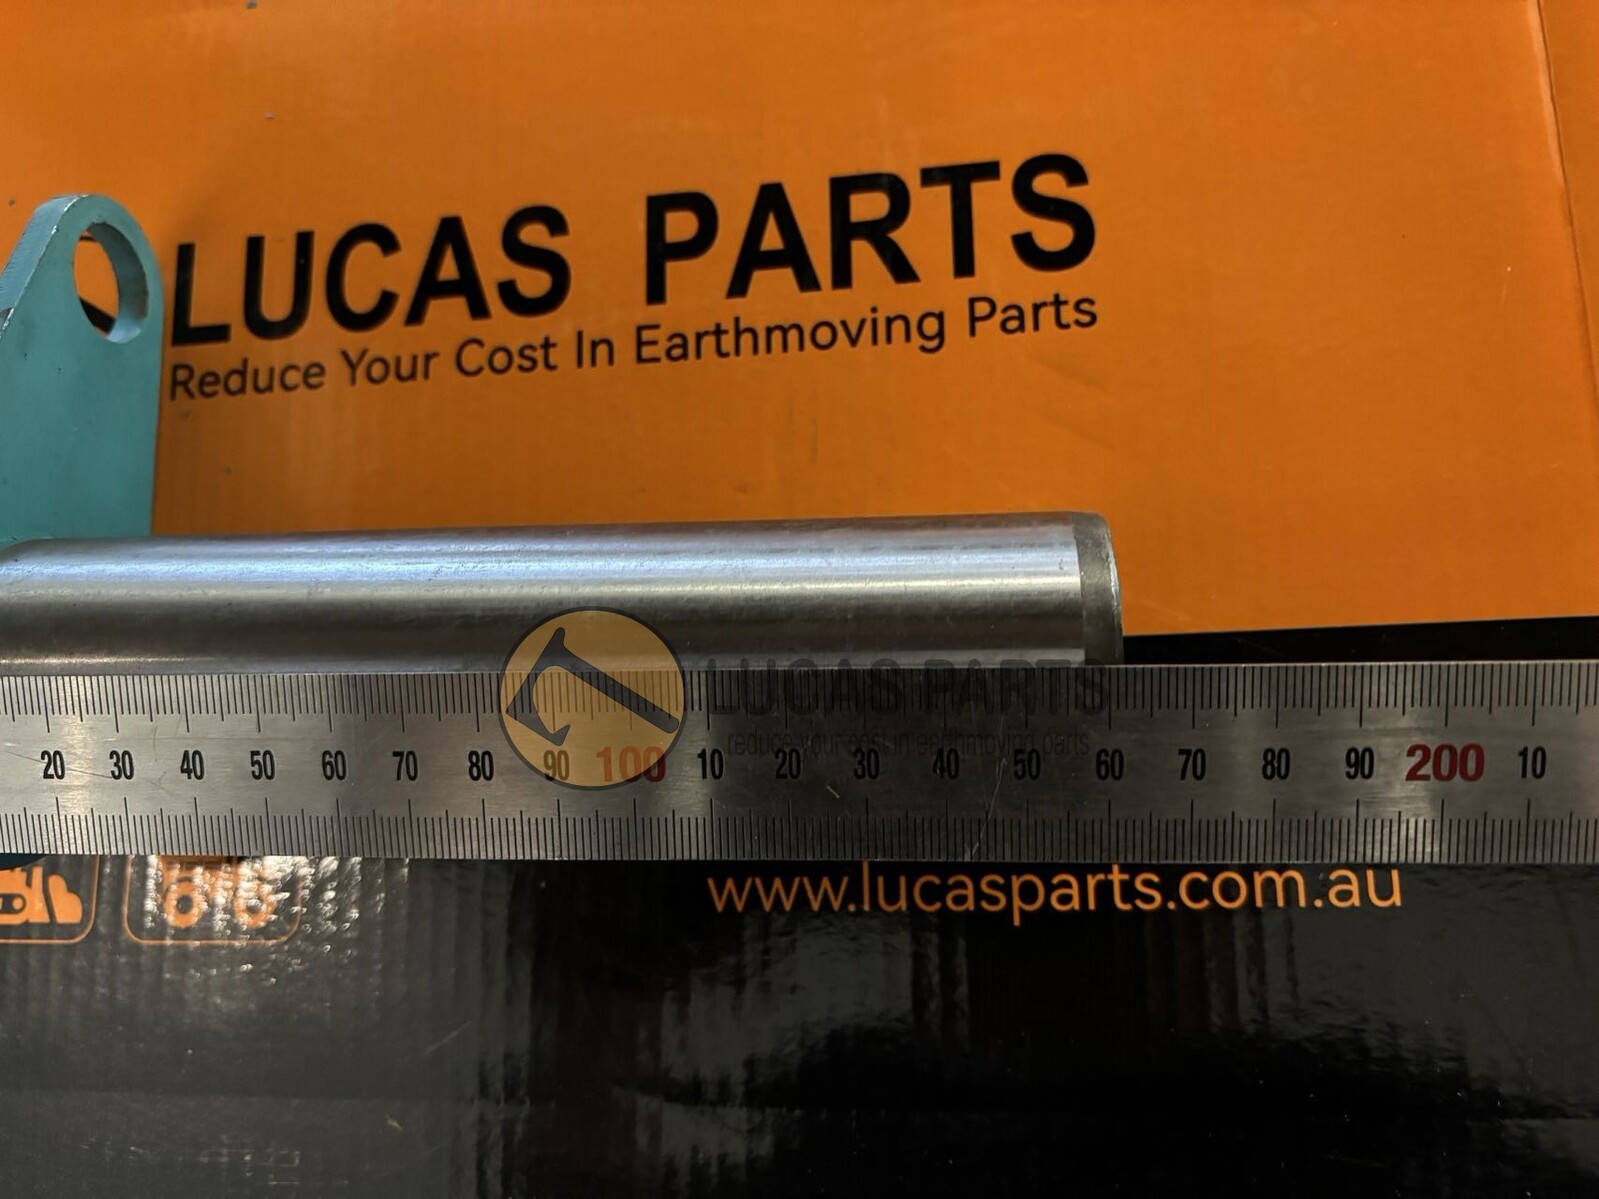 LUCAS PARTS
Reduce Your Cost In Earthmoving Parts
LUCAS PARTS
reduce your cost in earthmoving parts
20 30 40 50 60 70 80 90 100 10 20 30 40 50 60 70 80 90 200 10
www.lucasparts.com.au